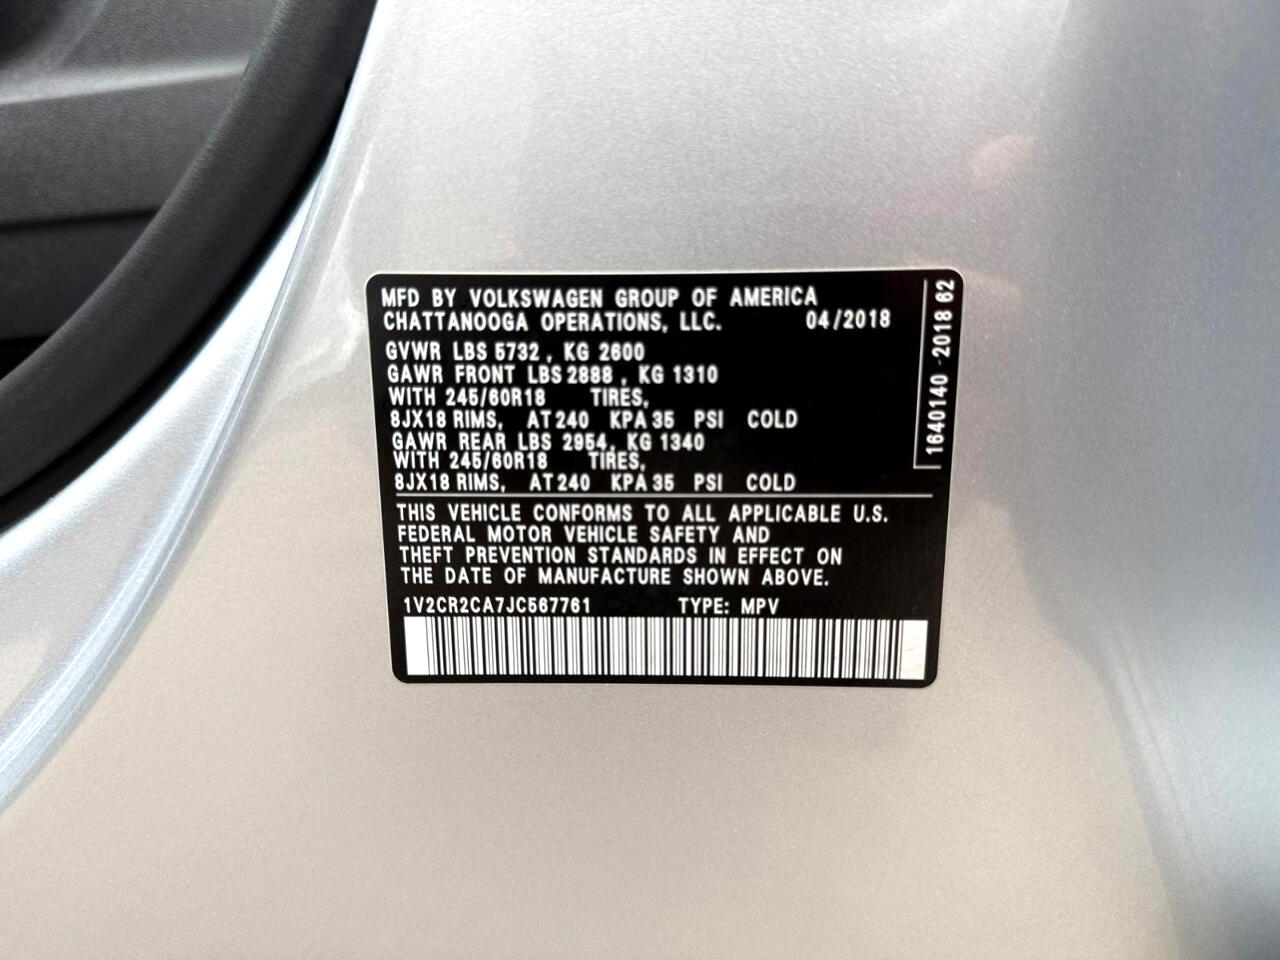 MFD BY VOLKSWAGEN GROUP OF AMERICA
CHATTANOOGA OPERATIONS, LLC. 04/2018
GVWR LBS 5732 , KG 2600
GAWR FRONT LBS 2888 , KG 1310
WITH 245/60R18 TIRES,
8JX18 RIMS, AT 240 KPA 35 PSI COLD
GAWR REAR LBS 2954, KG 1340
WITH 245/60R18 TIRES,
8JX18 RIMS, AT 240 KPA 35 PSI COLD
THIS VEHICLE CONFORMS TO ALL APPLICABLE U.S.
FEDERAL MOTOR VEHICLE SAFETY AND
THEFT PREVENTION STANDARDS IN EFFECT ON
THE DATE OF MANUFACTURE SHOWN ABOVE.
1V2CR2CA7JC567761 TYPE: MPV
1640140 -2018 62